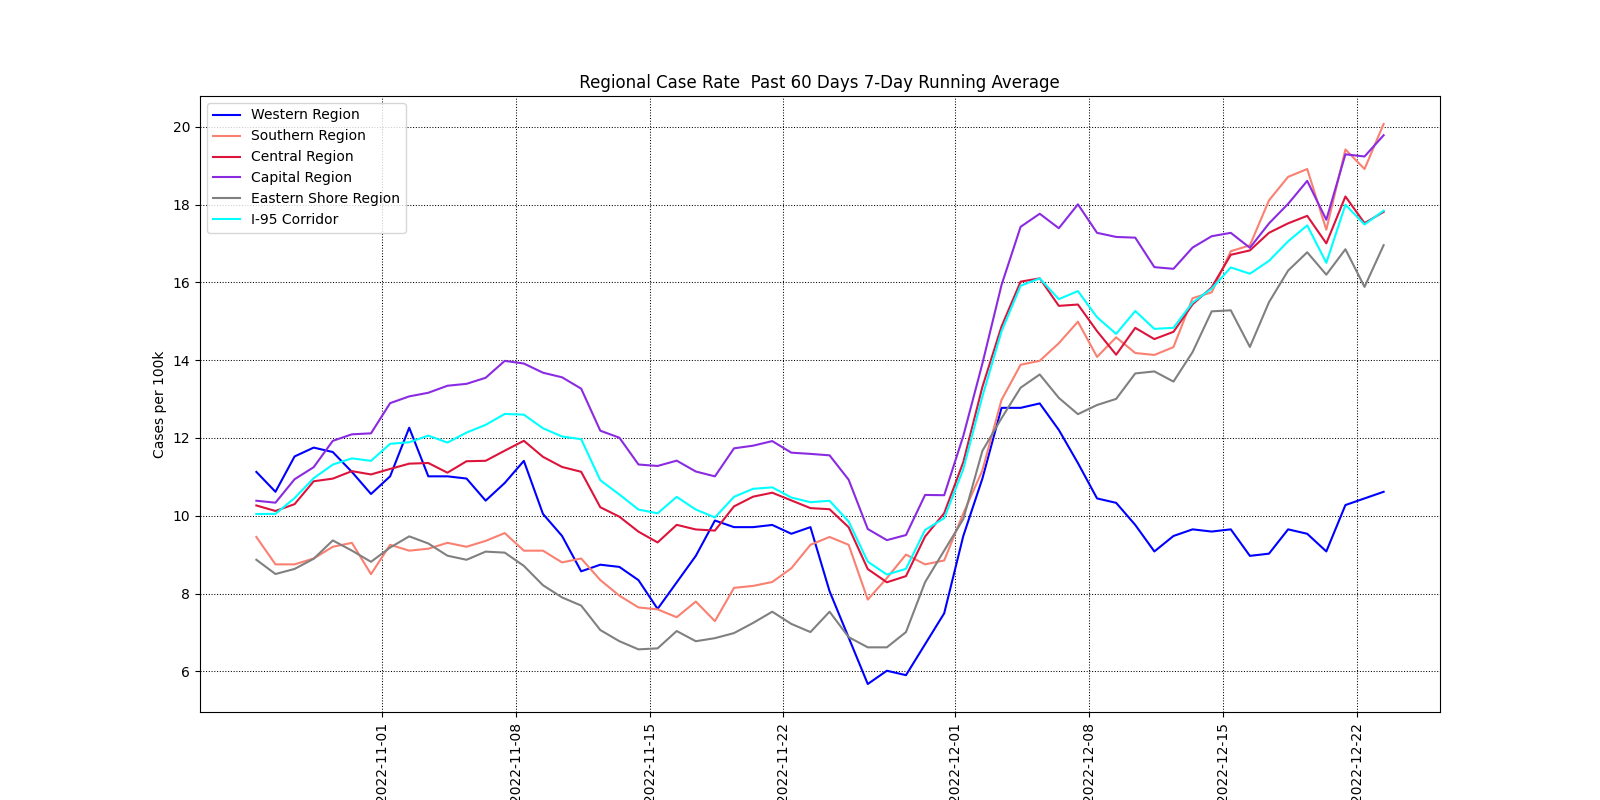 Regional Case Rate  Past 60 Days 7-Day Running Average
Western Region
Southern Region
Central Region
Capital Region
Eastern Shore Region
I-95 Corridor
Cases per 100k
20
18
16
14
12
10
8
6
2022-11-01
2022-11-08
2022-11-15
2022-11-22
2022-12-01
2022-12-08
2022-12-15
2022-12-22